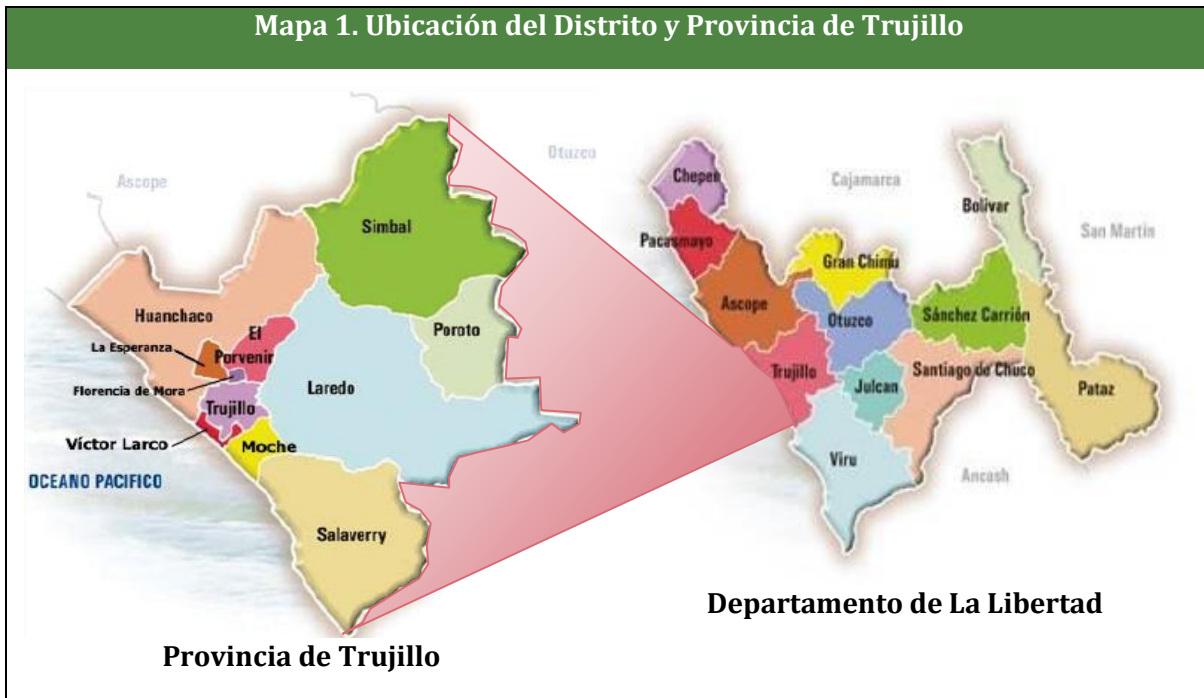 Mapa 1. Ubicación del Distrito y Provincia de Trujillo
Ascope
Otuzco
Simbal
Huanchaco
El
Porvenir
La Esperanza
Florencia de Mora
Poroto
Laredo
Trujillo
Víctor Larco
Moche
OCEANO PACIFICO
Salaverry
Provincia de Trujillo
Chepen
Cajamarca
Bolivar
San Martin
Pacasmayo
Gran Chimu
Ascope
Otuzco
Sánchez Carrión
Trujillo
Julcan
Santiago de Chuco
Pataz
Viru
Ancash
Departamento de La Libertad